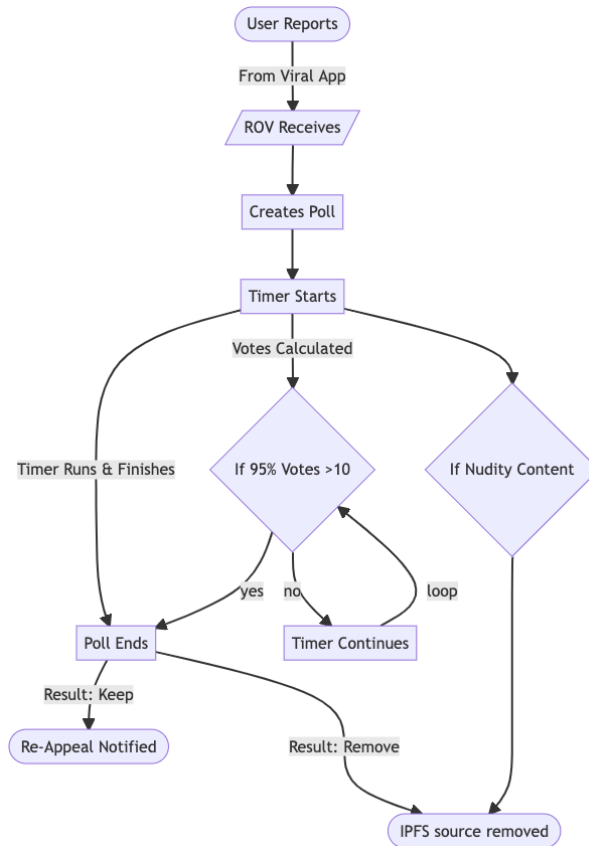 User Reports
From Viral App
ROV Receives
Creates Poll
Timer Starts
Votes Calculated
Timer Runs & Finishes
If 95% Votes >10
If Nudity Content
yes
no
loop
Poll Ends
Timer Continues
Result: Keep
Re-Appeal Notified
Result: Remove
IPFS source removed